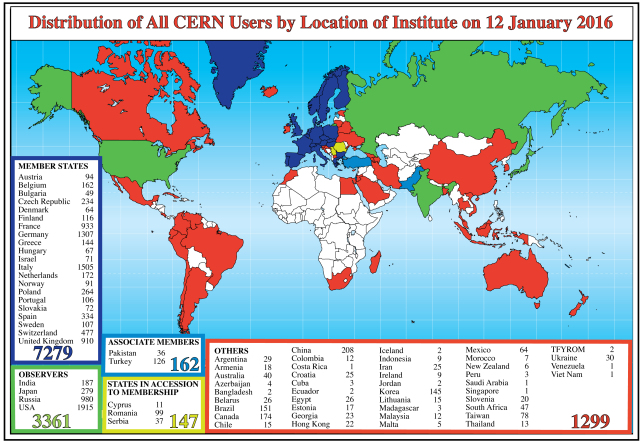 Distribution of All CERN Users by Location of Institute on 12 January 2016
MEMBER STATES
Austria 94
Belgium 162
Bulgaria 49
Czech Republic 234
Denmark 64
Finland 116
France 933
Germany 1307
Greece 144
Hungary 67
Israel 71
Italy 1505
Netherlands 172
Norway 91
Poland 264
Portugal 106
Slovakia 72
Spain 334
Sweden 107
Switzerland 477
United Kingdom 910
7279
OBSERVERS
India 187
Japan 279
Russia 980
USA 1915
3361
ASSOCIATE MEMBERS
Pakistan 36
Turkey 126
162
STATES IN ACCESSION
TO MEMBERSHIP
Cyprus 11
Romania 99
Serbia 37
147
OTHERS
Argentina 29
Armenia 18
Australia 40
Azerbaijan 4
Bangladesh 2
Belarus 26
Brazil 151
Canada 174
Chile 15
China 208
Colombia 12
Costa Rica 1
Croatia 25
Cuba 3
Ecuador 2
Egypt 26
Estonia 17
Georgia 23
Hong Kong 22
Iceland 2
Indonesia 9
Iran 25
Ireland 9
Jordan 2
Korea 145
Lithuania 15
Madagascar 3
Malaysia 12
Malta 5
Mexico 64
Morocco 7
New Zealand 6
Peru 3
Saudi Arabia 1
Singapore 1
Slovenia 20
South Africa 47
Taiwan 78
Thailand 13
TFYROM 2
Ukraine 30
Venezuela 1
Viet Nam 1
1299